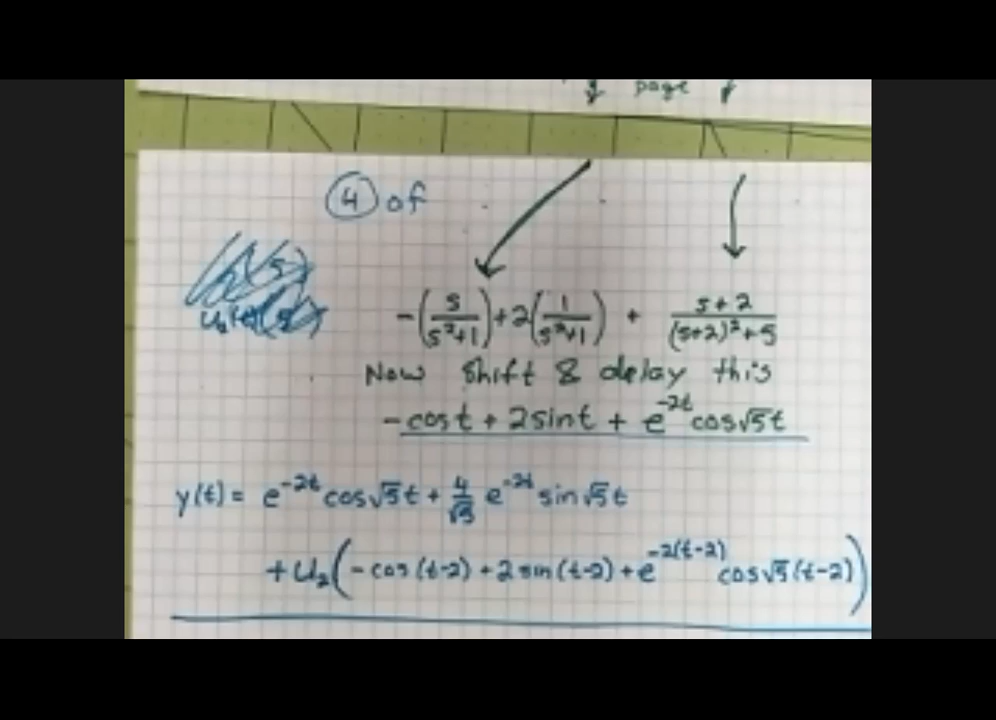 page
④ of
-(s/(s²+1)) + 2(1/(s²+1)) + (s+2)/((s+2)²+5)
Now shift & delay this
-cos t + 2 sin t + e^{-2t} cos√5 t
y(t) = e^{-2t} cos√5 t + 4/√5 e^{-2t} sin√5 t
+ U₂(-cos(t-2) + 2 sin(t-2) + e^{-2(t-2)} cos√5(t-2))